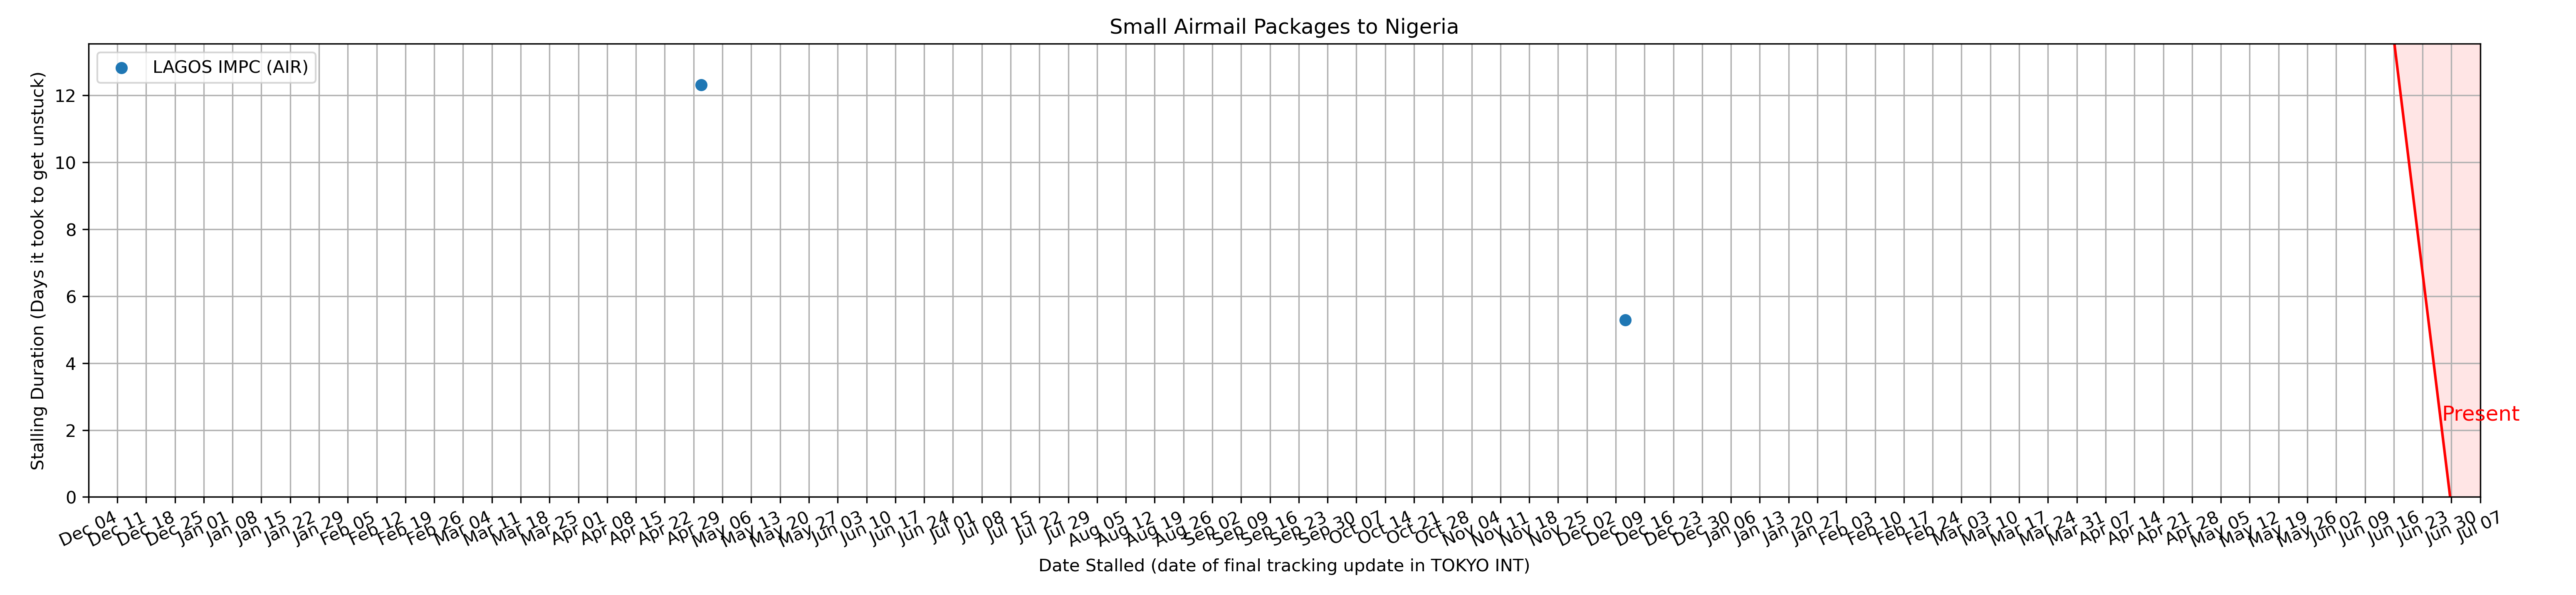 Small Airmail Packages to Nigeria
LAGOS IMPC (AIR)
Stalling Duration (Days it took to get unstuck)
12
10
8
6
4
2
0
Present
Dec 04
Dec 11
Dec 18
Dec 25
Jan 01
Jan 08
Jan 15
Jan 22
Jan 29
Feb 05
Feb 12
Feb 19
Feb 26
Mar 04
Mar 11
Mar 18
Mar 25
Apr 01
Apr 08
Apr 15
Apr 22
Apr 29
May 06
May 13
May 20
May 27
Jun 03
Jun 10
Jun 17
Jun 24
Jul 01
Jul 08
Jul 15
Jul 22
Jul 29
Aug 05
Aug 12
Aug 19
Aug 26
Sep 02
Sep 09
Sep 16
Sep 23
Sep 30
Oct 07
Oct 14
Oct 21
Oct 28
Nov 04
Nov 11
Nov 18
Nov 25
Dec 02
Dec 09
Dec 16
Dec 23
Dec 30
Jan 06
Jan 13
Jan 20
Jan 27
Feb 03
Feb 10
Feb 17
Feb 24
Mar 03
Mar 10
Mar 17
Mar 24
Mar 31
Apr 07
Apr 14
Apr 21
Apr 28
May 05
May 12
May 19
May 26
Jun 02
Jun 09
Jun 16
Jun 23
Jun 30
Jul 07
Date Stalled (date of final tracking update in TOKYO INT)